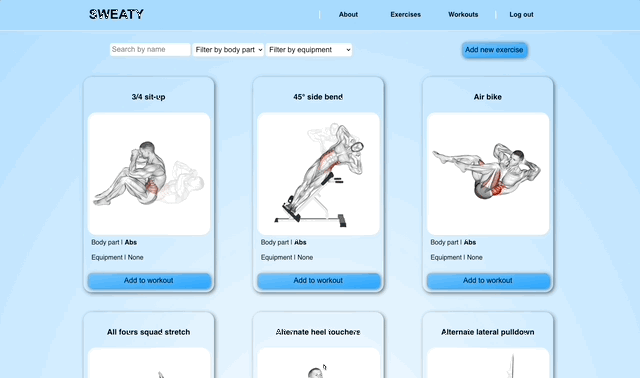 SWEATY
About
Exercises
Workouts
Log out
Search by name
Filter by body part
Filter by equipment
Add new exercise
3/4 sit-up
45° side bend
Air bike
Body part | Abs
Body part | Abs
Body part | Abs
Equipment | None
Equipment | None
Equipment | None
Add to workout
Add to workout
Add to workout
All fours squad stretch
Alternate heel touchers
Alternate lateral pulldown